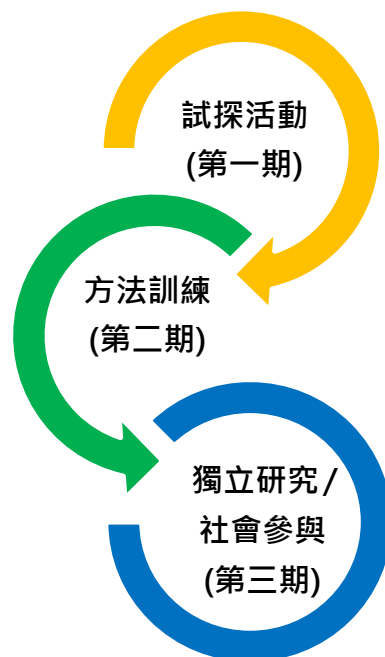 試探活動
(第一期)
方法訓練
(第二期)
獨立研究/
社會參與
(第三期)